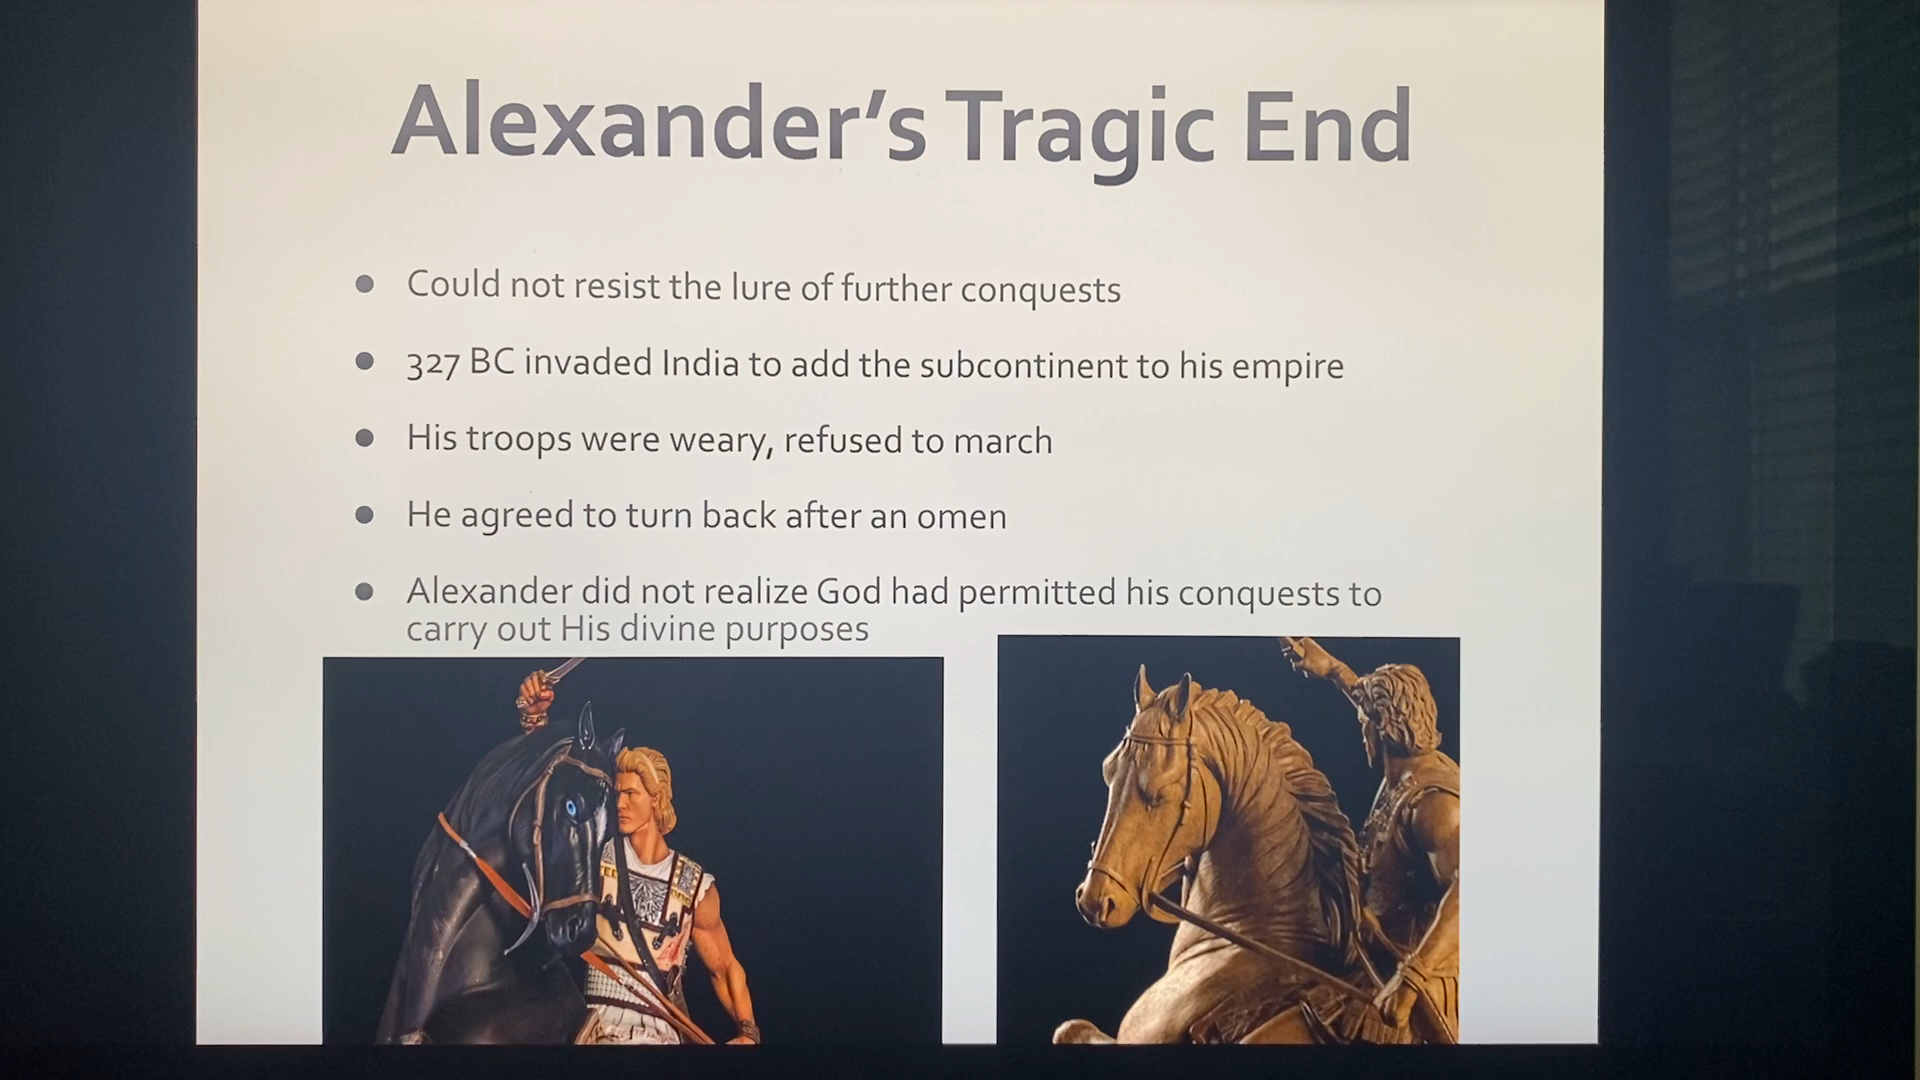 Alexander's Tragic End
● Could not resist the lure of further conquests
● 327 BC invaded India to add the subcontinent to his empire
● His troops were weary, refused to march
● He agreed to turn back after an omen
● Alexander did not realize God had permitted his conquests to
carry out His divine purposes